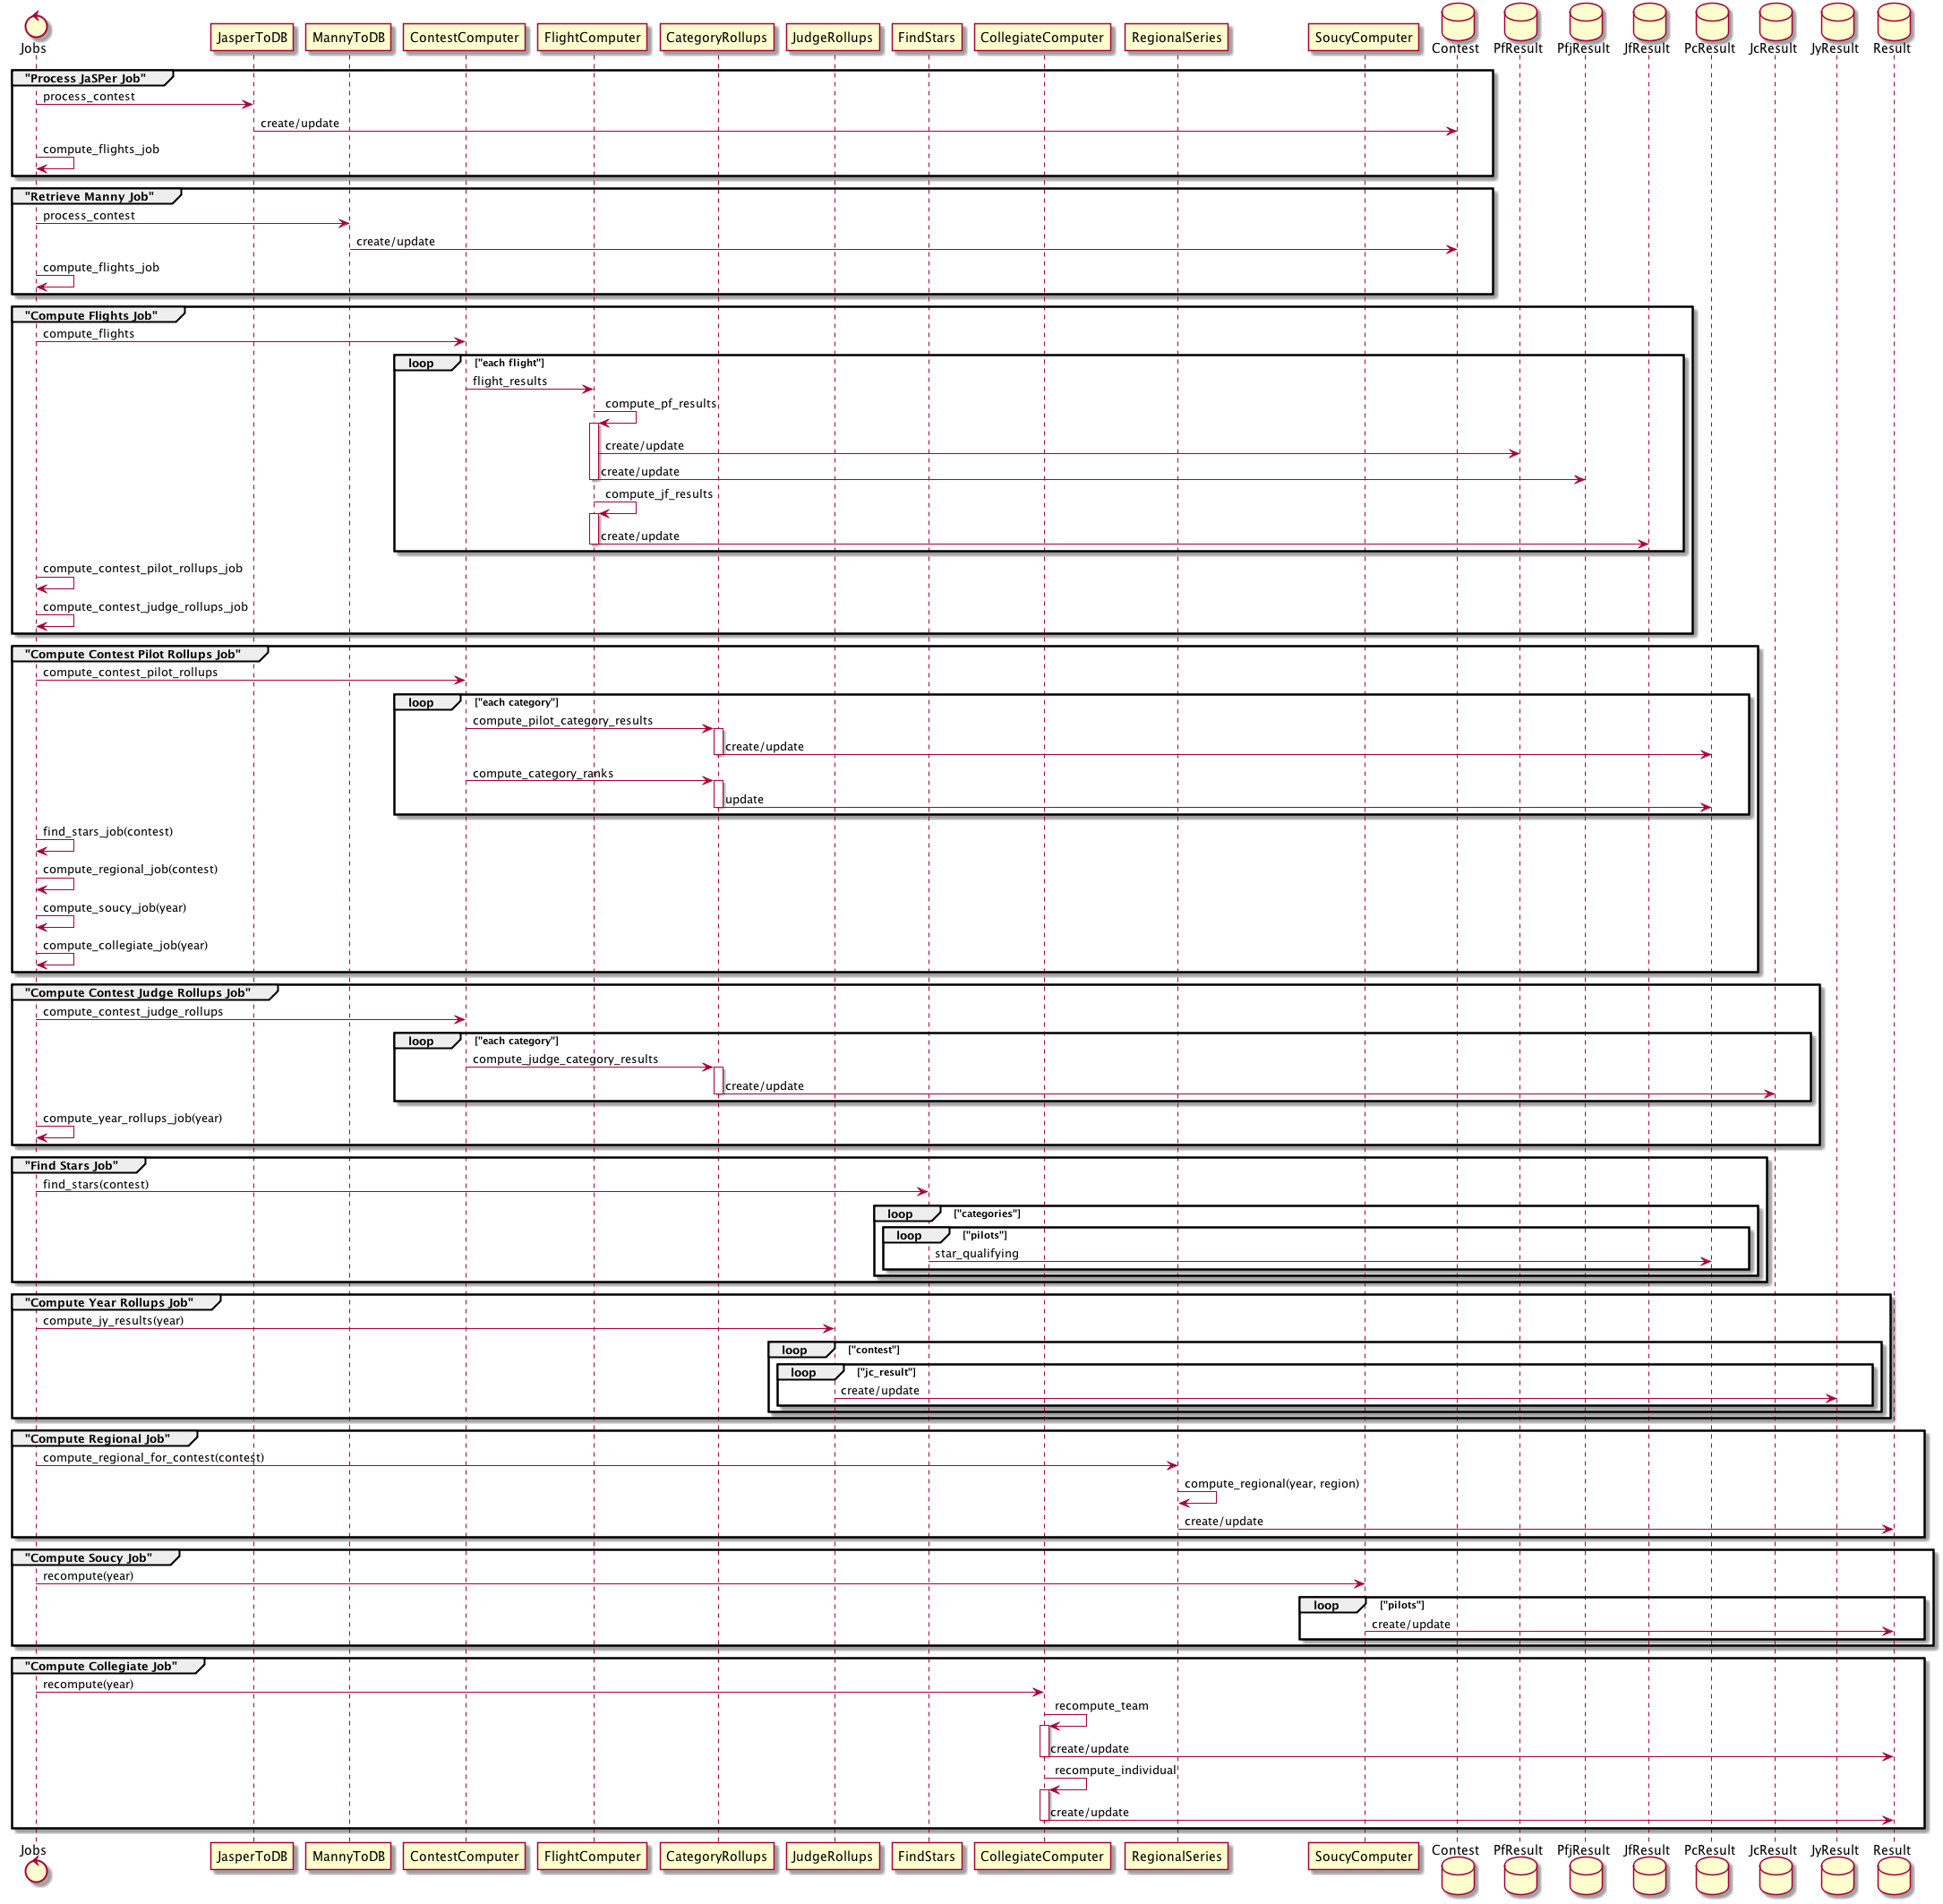 Jobs JasperToDB MannyToDB ContestComputer FlightComputer CategoryRollups JudgeRollups FindStars CollegiateComputer RegionalSeries SoucyComputer Contest PfResult PfjResult JfResult PcResult JcResult JyResult Result
"Process JaSPer Job"
process_contest
create/update
compute_flights_job
"Retrieve Manny Job"
process_contest
create/update
compute_flights_job
"Compute Flights Job"
compute_flights
loop ["each flight"]
flight_results
compute_pf_results
create/update
create/update
compute_jf_results
create/update
compute_contest_pilot_rollups_job
compute_contest_judge_rollups_job
"Compute Contest Pilot Rollups Job"
compute_contest_pilot_rollups
loop ["each category"]
compute_pilot_category_results
create/update
compute_category_ranks
update
find_stars_job(contest)
compute_regional_job(contest)
compute_soucy_job(year)
compute_collegiate_job(year)
"Compute Contest Judge Rollups Job"
compute_contest_judge_rollups
loop ["each category"]
compute_judge_category_results
create/update
compute_year_rollups_job(year)
"Find Stars Job"
find_stars(contest)
loop ["categories"]
loop ["pilots"]
star_qualifying
"Compute Year Rollups Job"
compute_jy_results(year)
loop ["contest"]
loop ["jc_result"]
create/update
"Compute Regional Job"
compute_regional_for_contest(contest)
compute_regional(year, region)
create/update
"Compute Soucy Job"
recompute(year)
loop ["pilots"]
create/update
"Compute Collegiate Job"
recompute(year)
recompute_team
create/update
recompute_individual
create/update
Jobs JasperToDB MannyToDB ContestComputer FlightComputer CategoryRollups JudgeRollups FindStars CollegiateComputer RegionalSeries SoucyComputer Contest PfResult PfjResult JfResult PcResult JcResult JyResult Result